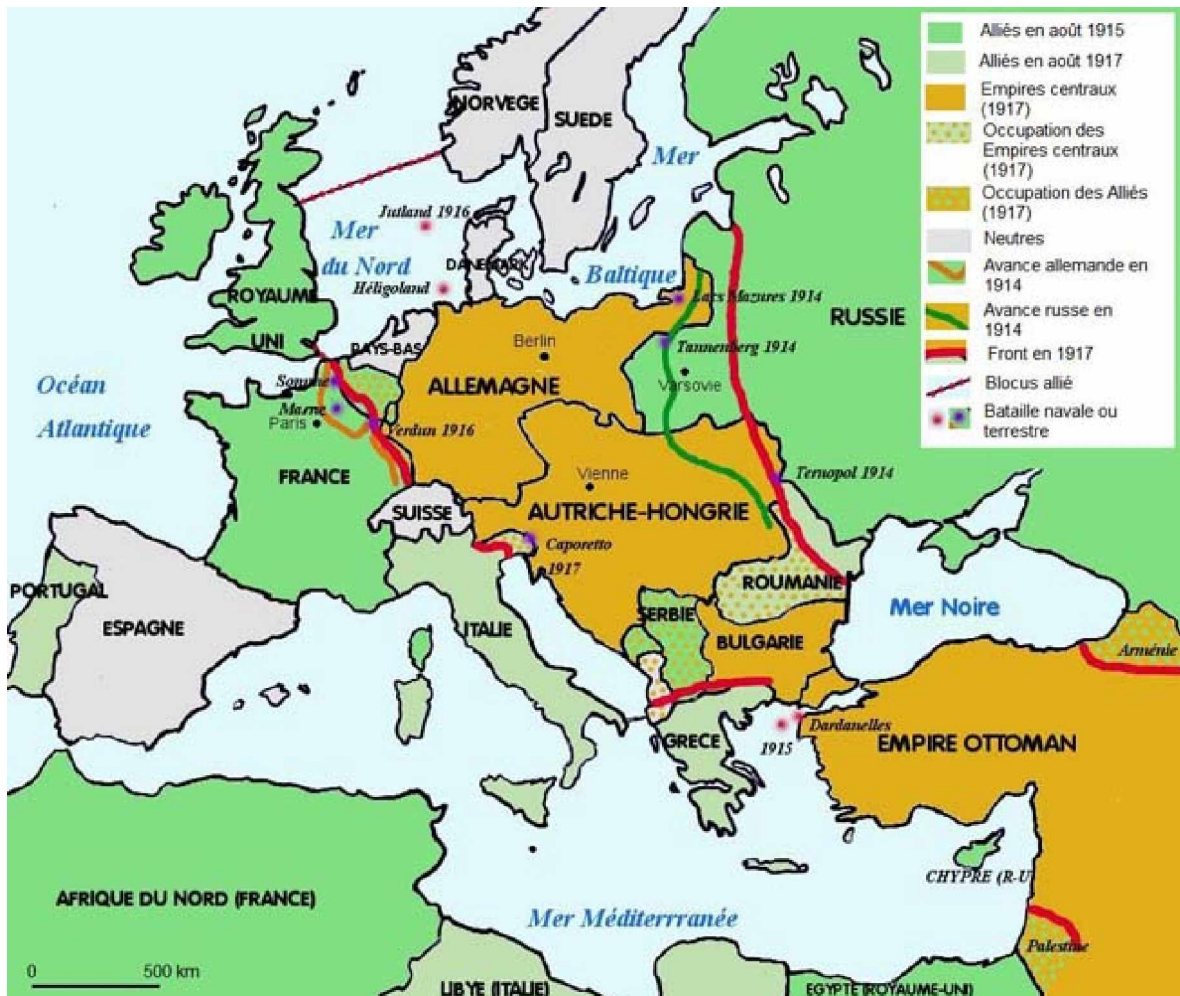 Alliés en août 1915
Alliés en août 1917
Empires centraux
(1917)
Occupation des
Empires centraux
(1917)
Occupation des Alliés
(1917)
Neutres
Avance allemande en
1914
Avance russe en
1914
Front en 1917
Blocus allié
Bataille navale ou
terrestre
NORVEGE
SUEDE
Mer
Baltique
Jutland 1916
Mer
du Nord
DANEMARK
Héligoland
ROYAUME
UNI
PAYS-BAS
Lacs Mazures 1914
RUSSIE
Berlin
Tannenberg 1914
Varsovie
Océan
Atlantique
Somme
ALLEMAGNE
Marne
Paris
Verdun 1916
FRANCE
Vienne
Ternopol 1914
SUISSE
AUTRICHE-HONGRIE
Caporetto
1917
PORTUGAL
ESPAGNE
ITALIE
ROUMANIE
SERBIE
BULGARIE
Mer Noire
Arménie
GRECE
Dardanelles
1915
EMPIRE OTTOMAN
CHYPRE (R-U
AFRIQUE DU NORD (FRANCE)
Mer Méditerrranée
Palestine
0 500 km
LIBYE (ITALIE)
EGYPTE (ROYAUME-UNI)